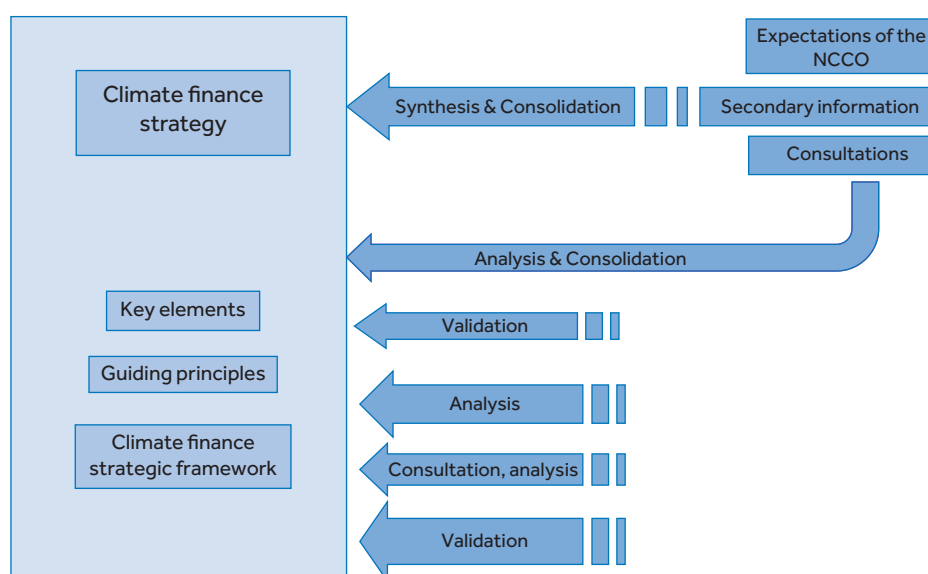 Expectations of the
NCCO
Climate finance
strategy
Synthesis & Consolidation
Secondary information
Consultations
Analysis & Consolidation
Key elements
Validation
Guiding principles
Analysis
Climate finance
strategic framework
Consultation, analysis
Validation